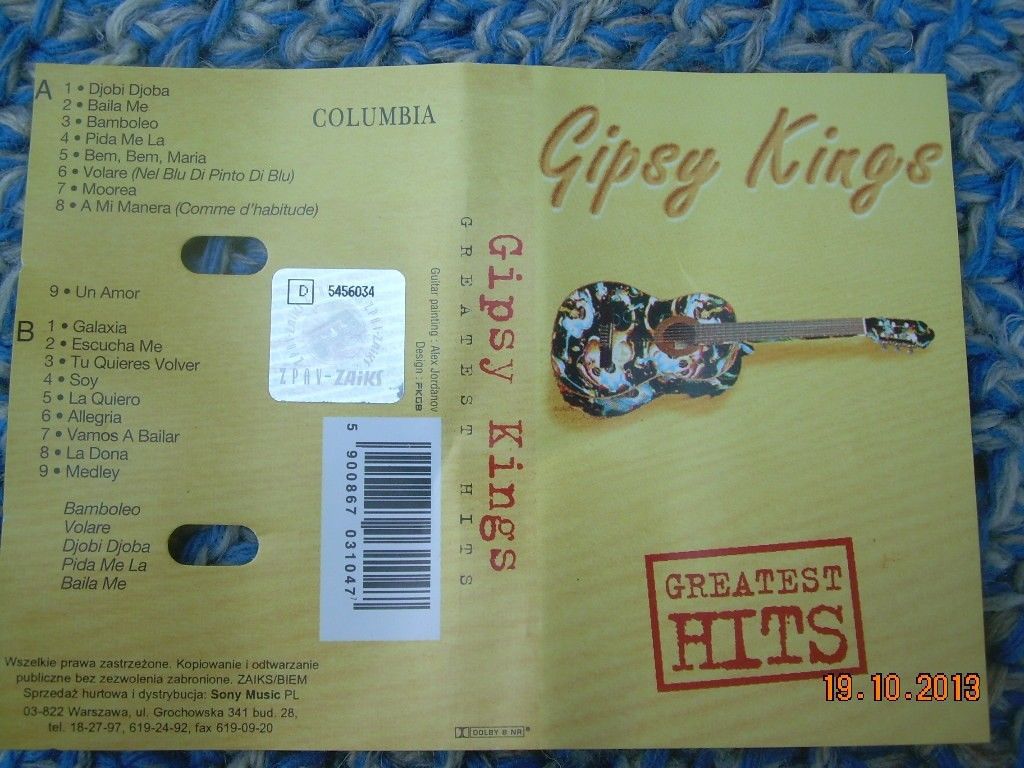 A
1 • Djobi Djoba
2 • Baila Me
3 • Bamboleo
4 • Pida Me La
5 • Bem, Bem, Maria
6 • Volare (Nel Blu Di Pinto Di Blu)
7 • Moorea
8 • A Mi Manera (Comme d'habitude)
9 • Un Amor
B
1 • Galaxia
2 • Escucha Me
3 • Tu Quieres Volver
4 • Soy
5 • La Quiero
6 • Allegria
7 • Vamos A Bailar
8 • La Dona
9 • Medley
Bamboleo
Volare
Djobi Djoba
Pida Me La
Baila Me
Wszelkie prawa zastrzeżone. Kopiowanie i odtwarzanie
publiczne bez zezwolenia zabronione. ZAIKS/BIEM
Sprzedaż hurtowa i dystrybucja: Sony Music PL
03-822 Warszawa, ul. Grochowska 341 bud. 28,
tel. 18-27-97, 619-24-92, fax 619-09-20
COLUMBIA
D 5456034
ZPAV-ZAiKS
Guitar painting : Alex Jordanov
Design : FKGB
5 900867 031047
GREATEST HITS
Gipsy Kings
DOLBY B NR
Gipsy Kings
GREATEST
HITS
19.10.2013